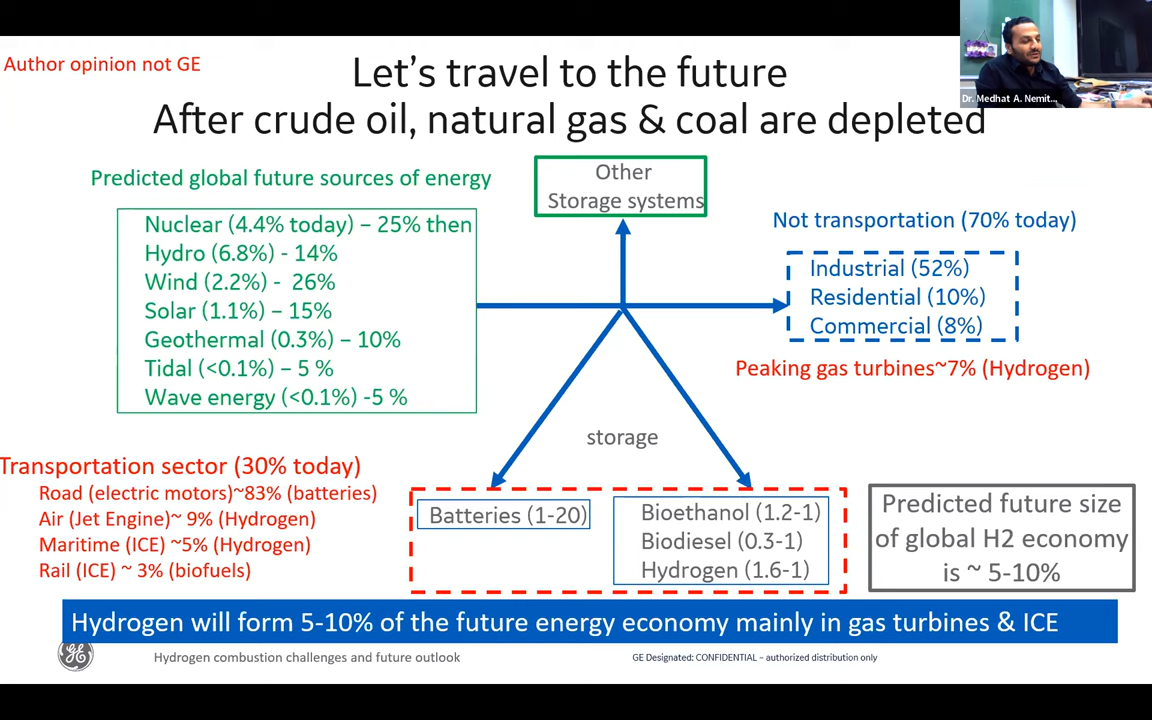 Author opinion not GE
Let's travel to the future
After crude oil, natural gas & coal are depleted
Dr. Medhat A. Nemit...
Predicted global future sources of energy
Nuclear (4.4% today) – 25% then
Hydro (6.8%) - 14%
Wind (2.2%) - 26%
Solar (1.1%) – 15%
Geothermal (0.3%) – 10%
Tidal (<0.1%) – 5 %
Wave energy (<0.1%) -5 %
Other
Storage systems
Not transportation (70% today)
Industrial (52%)
Residential (10%)
Commercial (8%)
Peaking gas turbines~7% (Hydrogen)
storage
Transportation sector (30% today)
Road (electric motors)~83% (batteries)
Air (Jet Engine)~ 9% (Hydrogen)
Maritime (ICE) ~5% (Hydrogen)
Rail (ICE) ~ 3% (biofuels)
Batteries (1-20)
Bioethanol (1.2-1)
Biodiesel (0.3-1)
Hydrogen (1.6-1)
Predicted future size
of global H2 economy
is ~ 5-10%
Hydrogen will form 5-10% of the future energy economy mainly in gas turbines & ICE
GE
Hydrogen combustion challenges and future outlook
GE Designated: CONFIDENTIAL – authorized distribution only